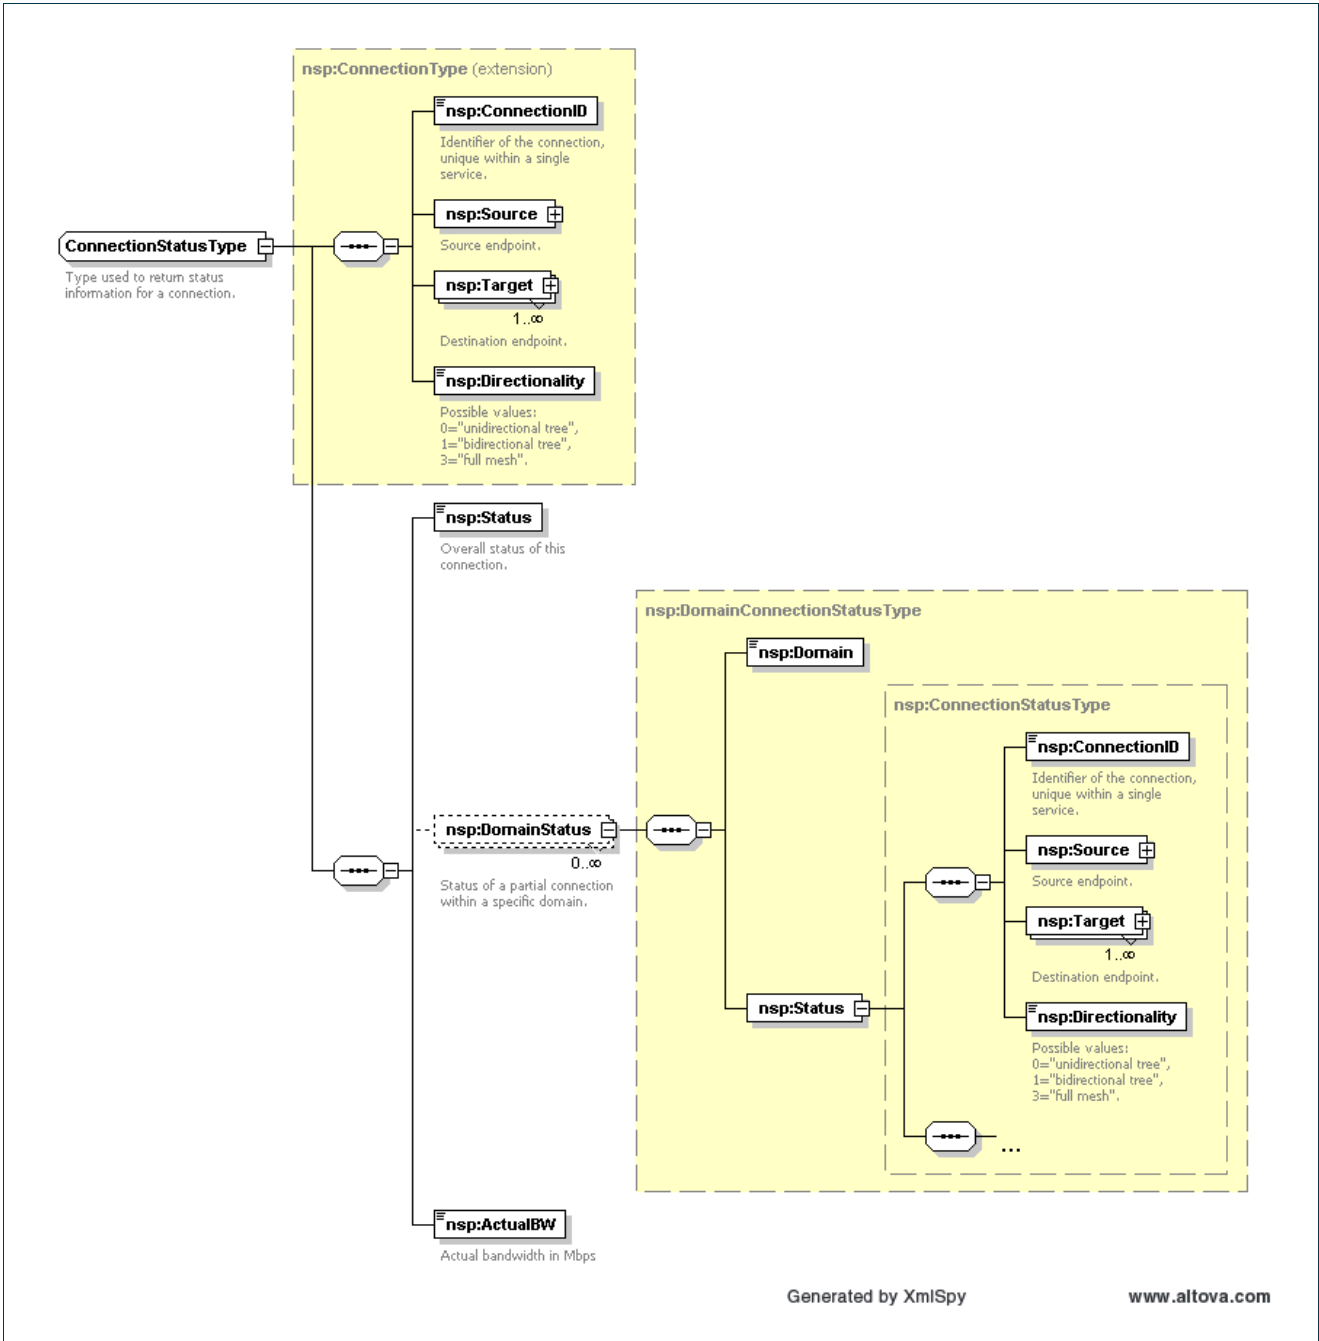 nsp:ConnectionType (extension)
nsp:ConnectionID
Identifier of the connection,
unique within a single
service.
nsp:Source
Source endpoint.
ConnectionStatusType
Type used to return status
information for a connection.
nsp:Target
1..∞
Destination endpoint.
nsp:Directionality
Possible values:
0="unidirectional tree",
1="bidirectional tree",
3="full mesh".
nsp:Status
Overall status of this
connection.
nsp:DomainConnectionStatusType
nsp:Domain
nsp:ConnectionStatusType
nsp:ConnectionID
Identifier of the connection,
unique within a single
service.
nsp:DomainStatus
0..∞
Status of a partial connection
within a specific domain.
nsp:Source
Source endpoint.
nsp:Target
1..∞
Destination endpoint.
nsp:Status
nsp:Directionality
Possible values:
0="unidirectional tree",
1="bidirectional tree",
3="full mesh".
...
nsp:ActualBW
Actual bandwidth in Mbps
Generated by XmlSpy
www.altova.com